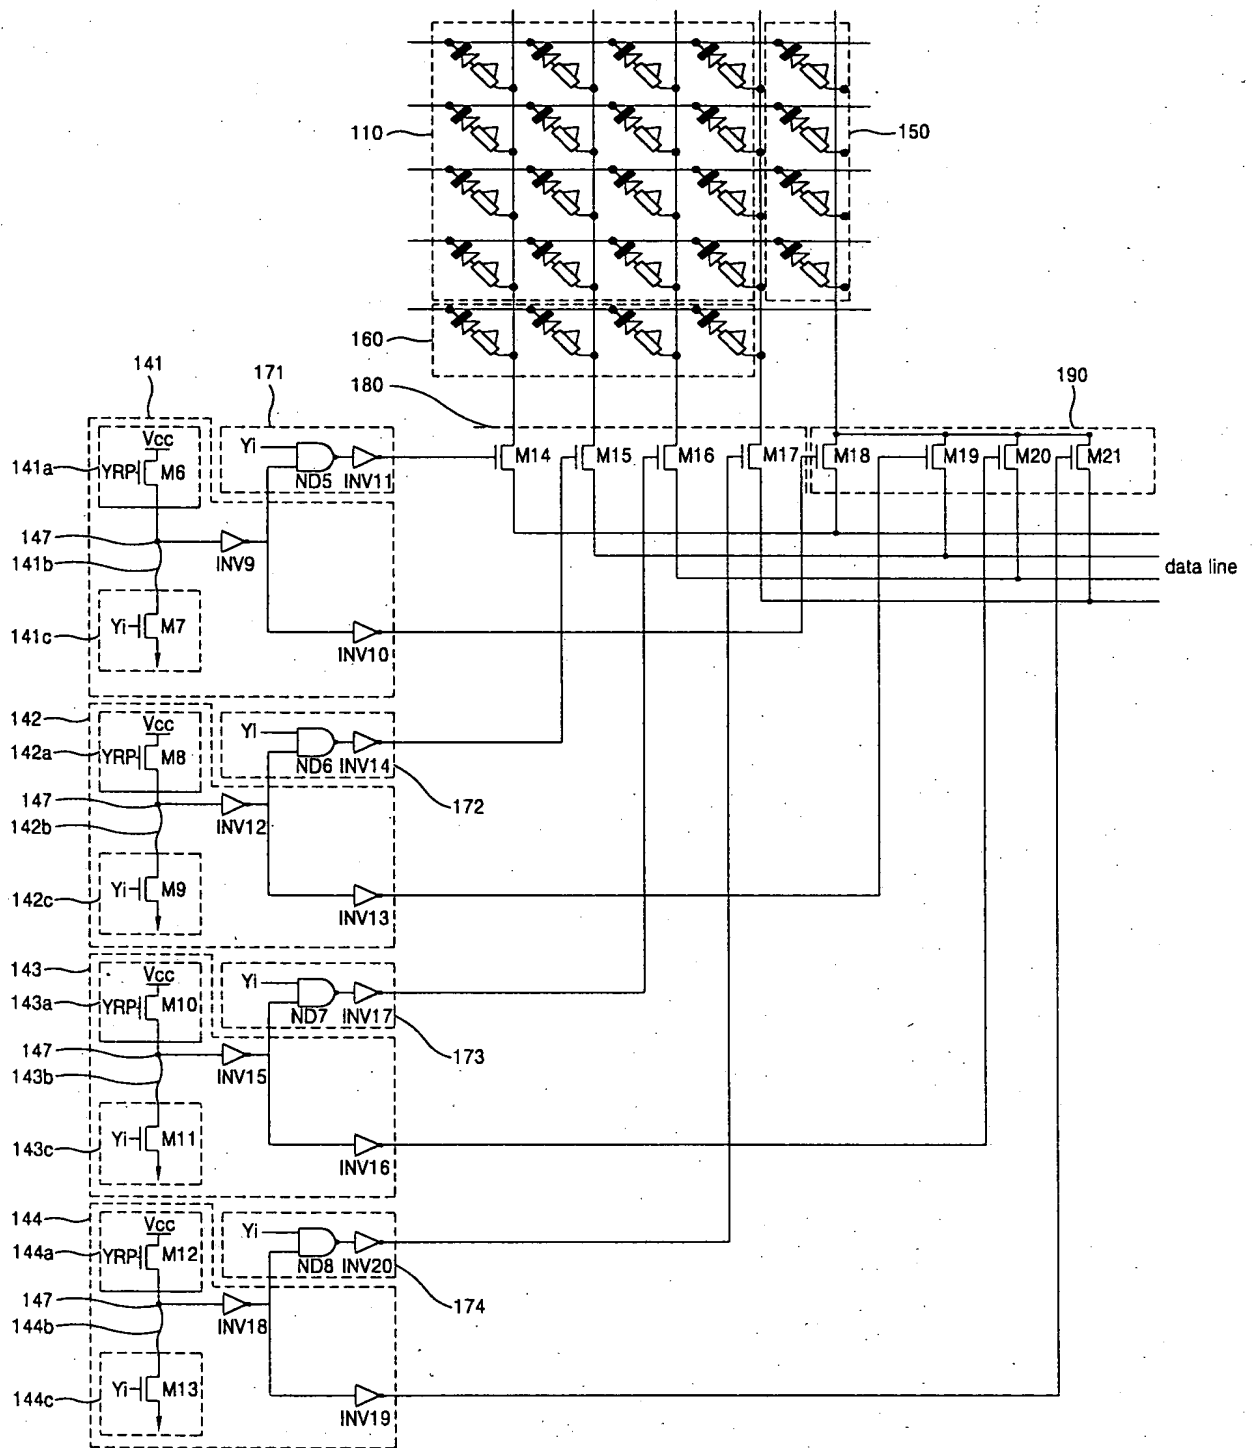 110
150
160
141
171
180
190
Vcc
141a
YRP
M6
Yi
ND5
INV11
M14
M15
M16
M17
M18
M19
M20
M21
147
141b
INV9
data line
141c
Yi
M7
INV10
142
Vcc
142a
YRP
M8
Yi
ND6
INV14
172
147
142b
INV12
142c
Yi
M9
INV13
143
Vcc
143a
YRP
M10
Yi
ND7
INV17
173
147
143b
INV15
143c
Yi
M11
INV16
144
Vcc
144a
YRP
M12
Yi
ND8
INV20
174
147
144b
INV18
144c
Yi
M13
INV19